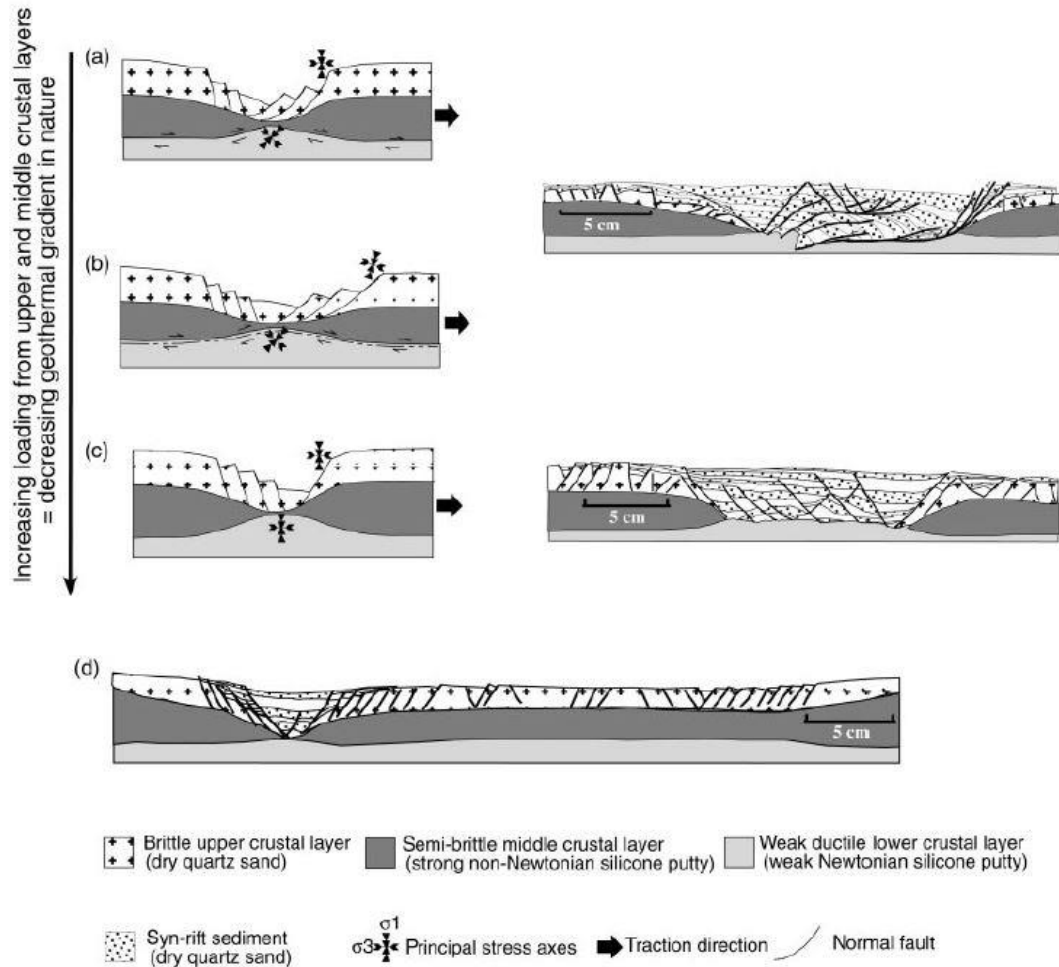 Increasing loading from upper and middle crustal layers
= decreasing geothermal gradient in nature
(a)
5 cm
(b)
(c)
5 cm
(d)
5 cm
Brittle upper crustal layer
(dry quartz sand)
Semi-brittle middle crustal layer
(strong non-Newtonian silicone putty)
Weak ductile lower crustal layer
(weak Newtonian silicone putty)
Syn-rift sediment
(dry quartz sand)
σ1
σ3
Principal stress axes
Traction direction
Normal fault